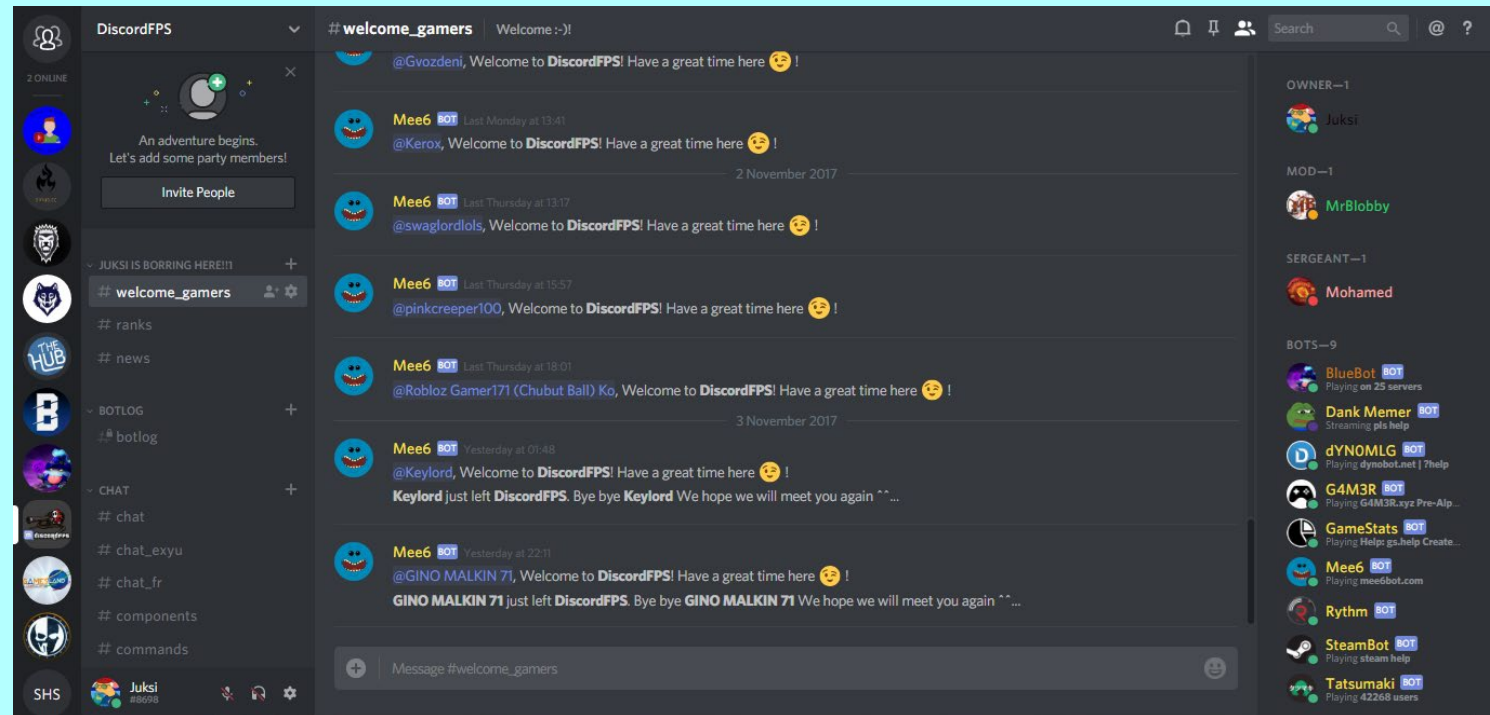 2 ONLINE
THE HUB
B
DISCORDFPS
GAMERLAND
SHS
DiscordFPS
An adventure begins.
Let's add some party members!
Invite People
JUKSI IS BORRING HERE!!!1
# welcome_gamers
# ranks
# news
BOTLOG
# botlog
CHAT
# chat
# chat_exyu
# chat_fr
# components
# commands
Juksi
#8698
#welcome_gamers Welcome :-)!
Search
@ ?
@Gvozdeni, Welcome to DiscordFPS! Have a great time here 😉 !
Mee6 BOT Last Monday at 13:41
@Kerox, Welcome to DiscordFPS! Have a great time here 😉 !
2 November 2017
Mee6 BOT Last Thursday at 13:17
@swaglordlols, Welcome to DiscordFPS! Have a great time here 😉 !
Mee6 BOT Last Thursday at 15:57
@pinkcreeper100, Welcome to DiscordFPS! Have a great time here 😉 !
Mee6 BOT Last Thursday at 18:01
@Robloz Gamer171 (Chubut Ball) Ko, Welcome to DiscordFPS! Have a great time here 😉 !
3 November 2017
Mee6 BOT Yesterday at 01:48
@Keylord, Welcome to DiscordFPS! Have a great time here 😉 !
Keylord just left DiscordFPS. Bye bye Keylord We hope we will meet you again ^^...
Mee6 BOT Yesterday at 22:11
@GINO MALKIN 71, Welcome to DiscordFPS! Have a great time here 😉 !
GINO MALKIN 71 just left DiscordFPS. Bye bye GINO MALKIN 71 We hope we will meet you again ^^...
Message #welcome_gamers
OWNER—1
Juksi
MOD—1
MrBlobby
SERGEANT—1
Mohamed
BOTS—9
BlueBot BOT
Playing on 25 servers
Dank Memer BOT
Streaming pls help
dYN0MLG BOT
Playing dynobot.net | ?help
G4M3R BOT
Playing G4M3R.xyz Pre-Alp...
GameStats BOT
Playing Help: gs.help Create...
Mee6 BOT
Playing mee6bot.com
Rythm BOT
SteamBot BOT
Playing steam help
Tatsumaki BOT
Playing 42268 users